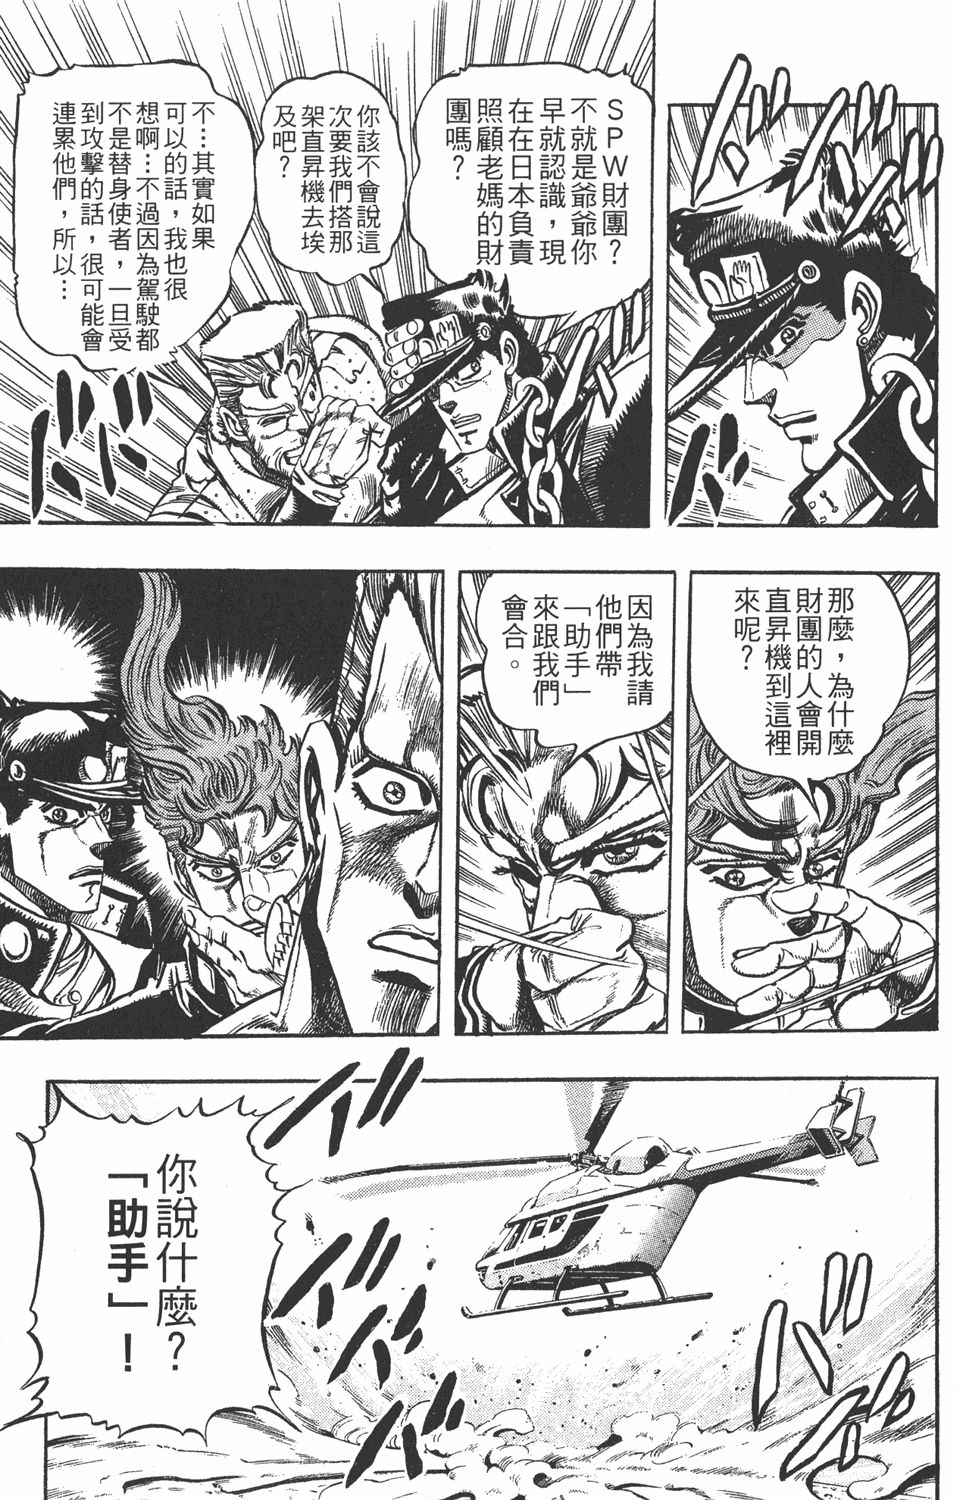 SPW財團？
不就是爺爺你
早就認識，現
在在日本負責
照顧老媽的財
團嗎？
你該不會說這
次要我們搭那
架直昇機去埃
及吧？
不…其實如果
可以的話，我也很
想啊…不過因為駕駛都
不是替身使者，一旦受
到攻擊的話，很可能會
連累他們，所以…
那麼，為什麼
財團的人會開
直昇機到這裡
來呢？
因為我請
他們帶
「助手」
來跟我們
會合。
你說什麼？
「助手」！